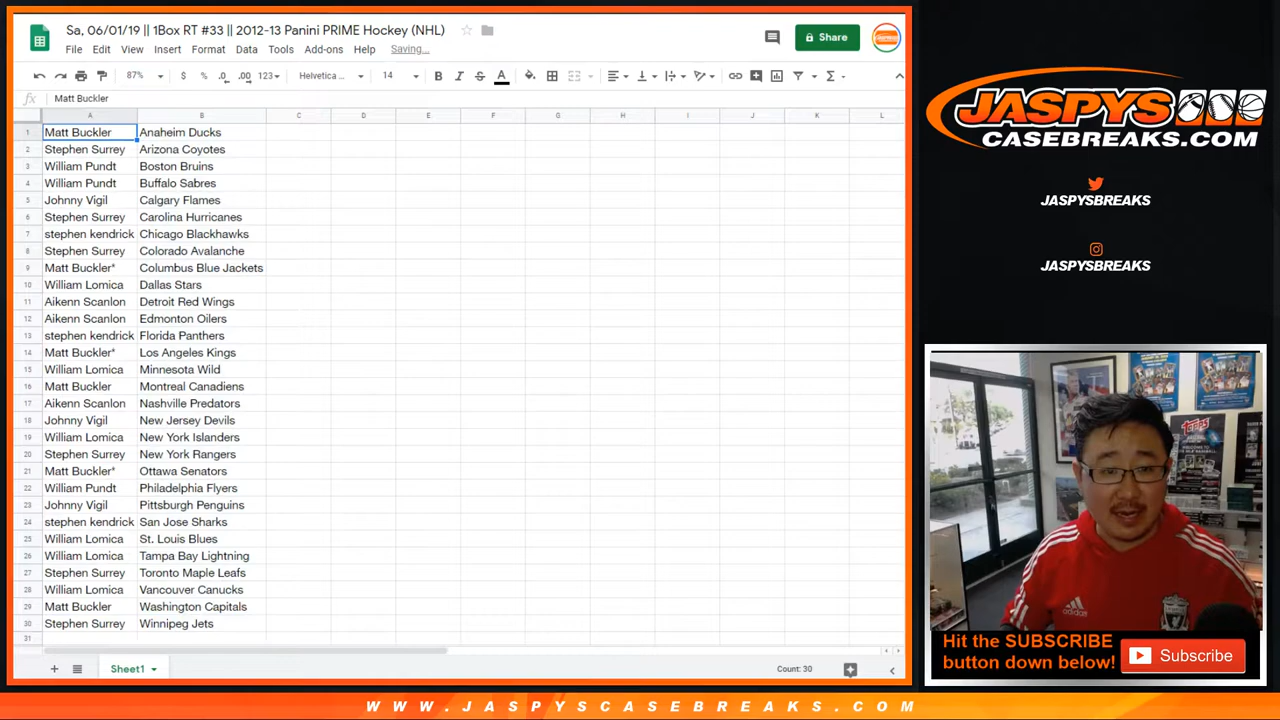 Sa, 06/01/19 || 1Box RT #33 || 2012-13 Panini PRIME Hockey (NHL)
File Edit View Insert Format Data Tools Add-ons Help Saving...
Share
87% $ % .0 .00 123 Helvetica ... 14 B I S A
fx Matt Buckler
A B C D E F G H I J K L
1 Matt Buckler Anaheim Ducks
2 Stephen Surrey Arizona Coyotes
3 William Pundt Boston Bruins
4 William Pundt Buffalo Sabres
5 Johnny Vigil Calgary Flames
6 Stephen Surrey Carolina Hurricanes
7 stephen kendrick Chicago Blackhawks
8 Stephen Surrey Colorado Avalanche
9 Matt Buckler* Columbus Blue Jackets
10 William Lomica Dallas Stars
11 Aikenn Scanlon Detroit Red Wings
12 Aikenn Scanlon Edmonton Oilers
13 stephen kendrick Florida Panthers
14 Matt Buckler* Los Angeles Kings
15 William Lomica Minnesota Wild
16 Matt Buckler Montreal Canadiens
17 Aikenn Scanlon Nashville Predators
18 Johnny Vigil New Jersey Devils
19 William Lomica New York Islanders
20 Stephen Surrey New York Rangers
21 Matt Buckler* Ottawa Senators
22 William Pundt Philadelphia Flyers
23 Johnny Vigil Pittsburgh Penguins
24 stephen kendrick San Jose Sharks
25 William Lomica St. Louis Blues
26 William Lomica Tampa Bay Lightning
27 Stephen Surrey Toronto Maple Leafs
28 William Lomica Vancouver Canucks
29 Matt Buckler Washington Capitals
30 Stephen Surrey Winnipeg Jets
31
Sheet1
Count: 30
JASPYS
CASEBREAKS.COM
JASPYSBREAKS
JASPYSBREAKS
TOPPS
adidas
Hit the SUBSCRIBE
button down below!
Subscribe
WWW.JASPYSCASEBREAKS.COM